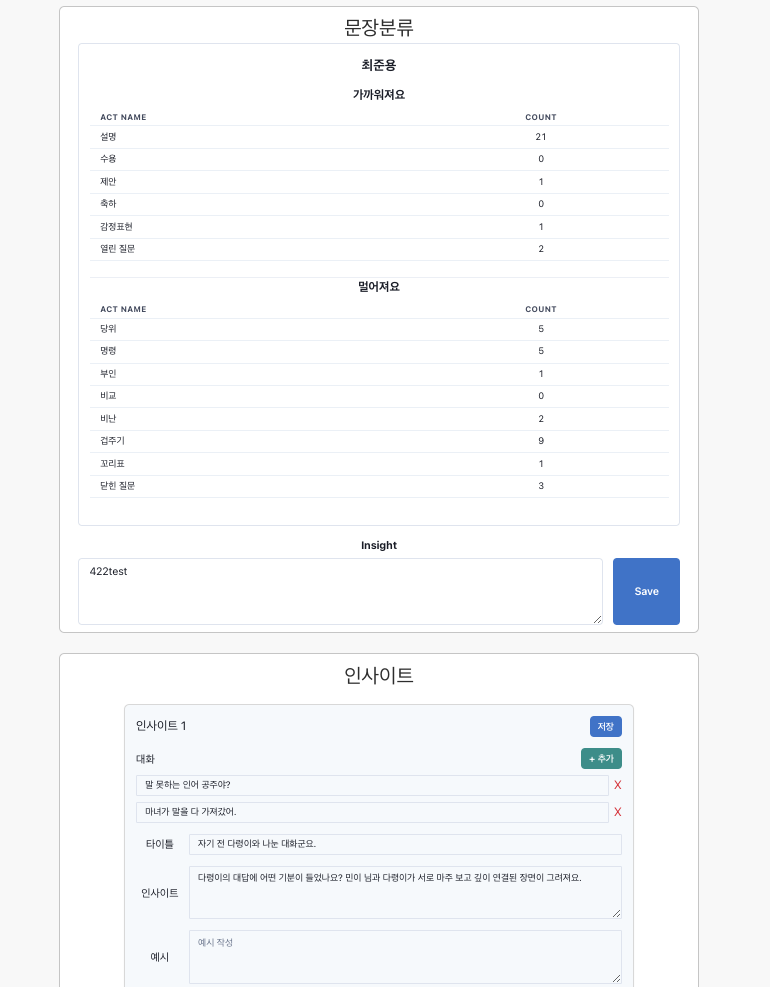 문장분류
최준용
가까워져요
ACT NAME COUNT
설명 21
수용 0
제안 1
축하 0
감정표현 1
열린 질문 2
멀어져요
ACT NAME COUNT
당위 5
명령 5
부인 1
비교 0
비난 2
겁주기 9
꼬리표 1
닫힌 질문 3
Insight
422test
Save
인사이트
인사이트 1 저장
대화 + 추가
말 못하는 인어 공주야? X
마녀가 말을 다 가져갔어. X
타이틀 자기 전 다령이와 나눈 대화군요.
인사이트 다령이의 대답에 어떤 기분이 들었나요? 민이 님과 다령이가 서로 마주 보고 깊이 연결된 장면이 그려져요.
예시 예시 작성